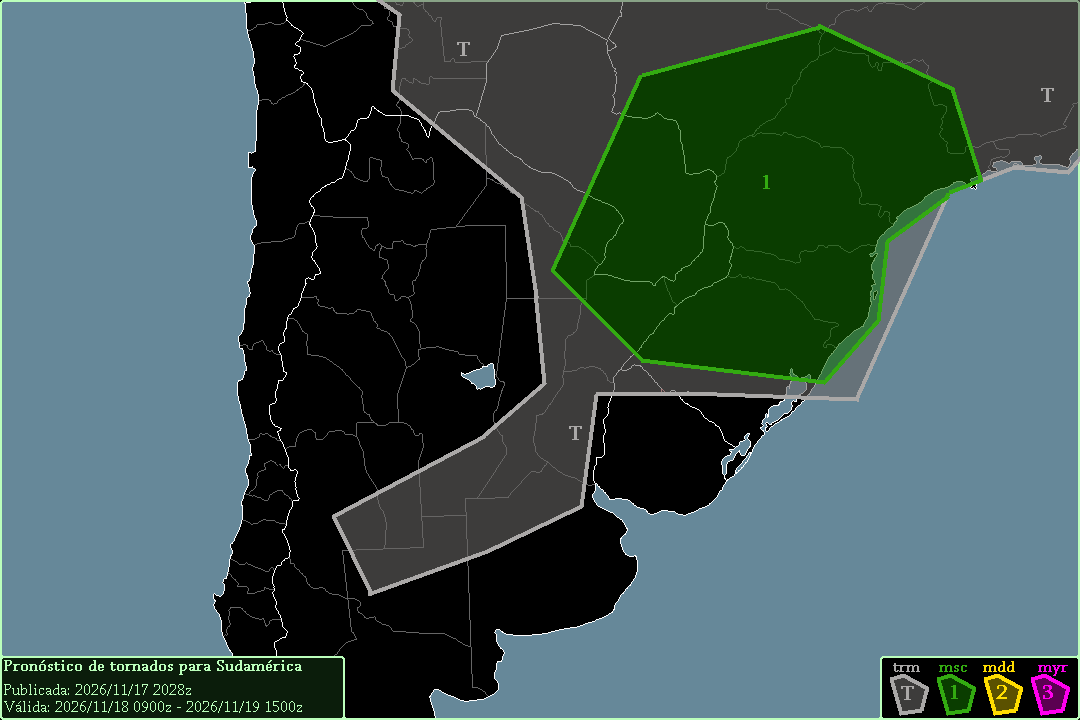 T
T
1
T
Pronóstico de tornados para Sudamérica
Publicada: 2026/11/17 2028z
Válida: 2026/11/18 0900z - 2026/11/19 1500z
trm msc mdd myr
T 1 2 3